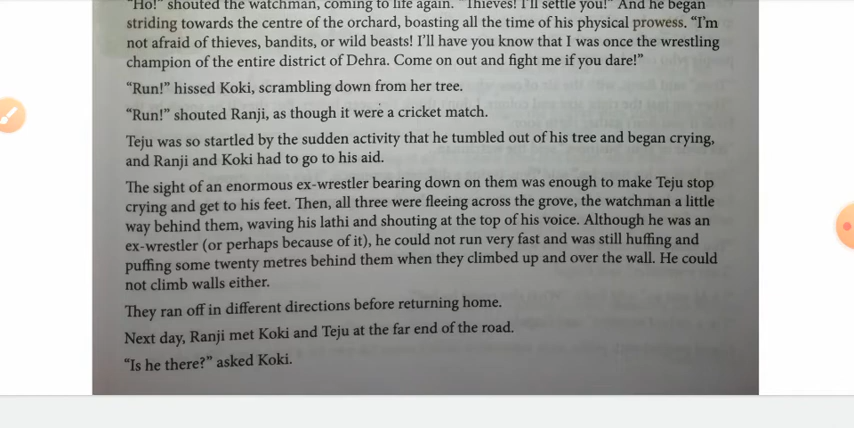 "Ho!" shouted the watchman, coming to life again. "Thieves! I'll settle you!" And he began
striding towards the centre of the orchard, boasting all the time of his physical prowess. "I'm
not afraid of thieves, bandits, or wild beasts! I'll have you know that I was once the wrestling
champion of the entire district of Dehra. Come on out and fight me if you dare!"
"Run!" hissed Koki, scrambling down from her tree.
"Run!" shouted Ranji, as though it were a cricket match.
Teju was so startled by the sudden activity that he tumbled out of his tree and began crying,
and Ranji and Koki had to go to his aid.
The sight of an enormous ex-wrestler bearing down on them was enough to make Teju stop
crying and get to his feet. Then, all three were fleeing across the grove, the watchman a little
way behind them, waving his lathi and shouting at the top of his voice. Although he was an
ex-wrestler (or perhaps because of it), he could not run very fast and was still huffing and
puffing some twenty metres behind them when they climbed up and over the wall. He could
not climb walls either.
They ran off in different directions before returning home.
Next day, Ranji met Koki and Teju at the far end of the road.
"Is he there?" asked Koki.